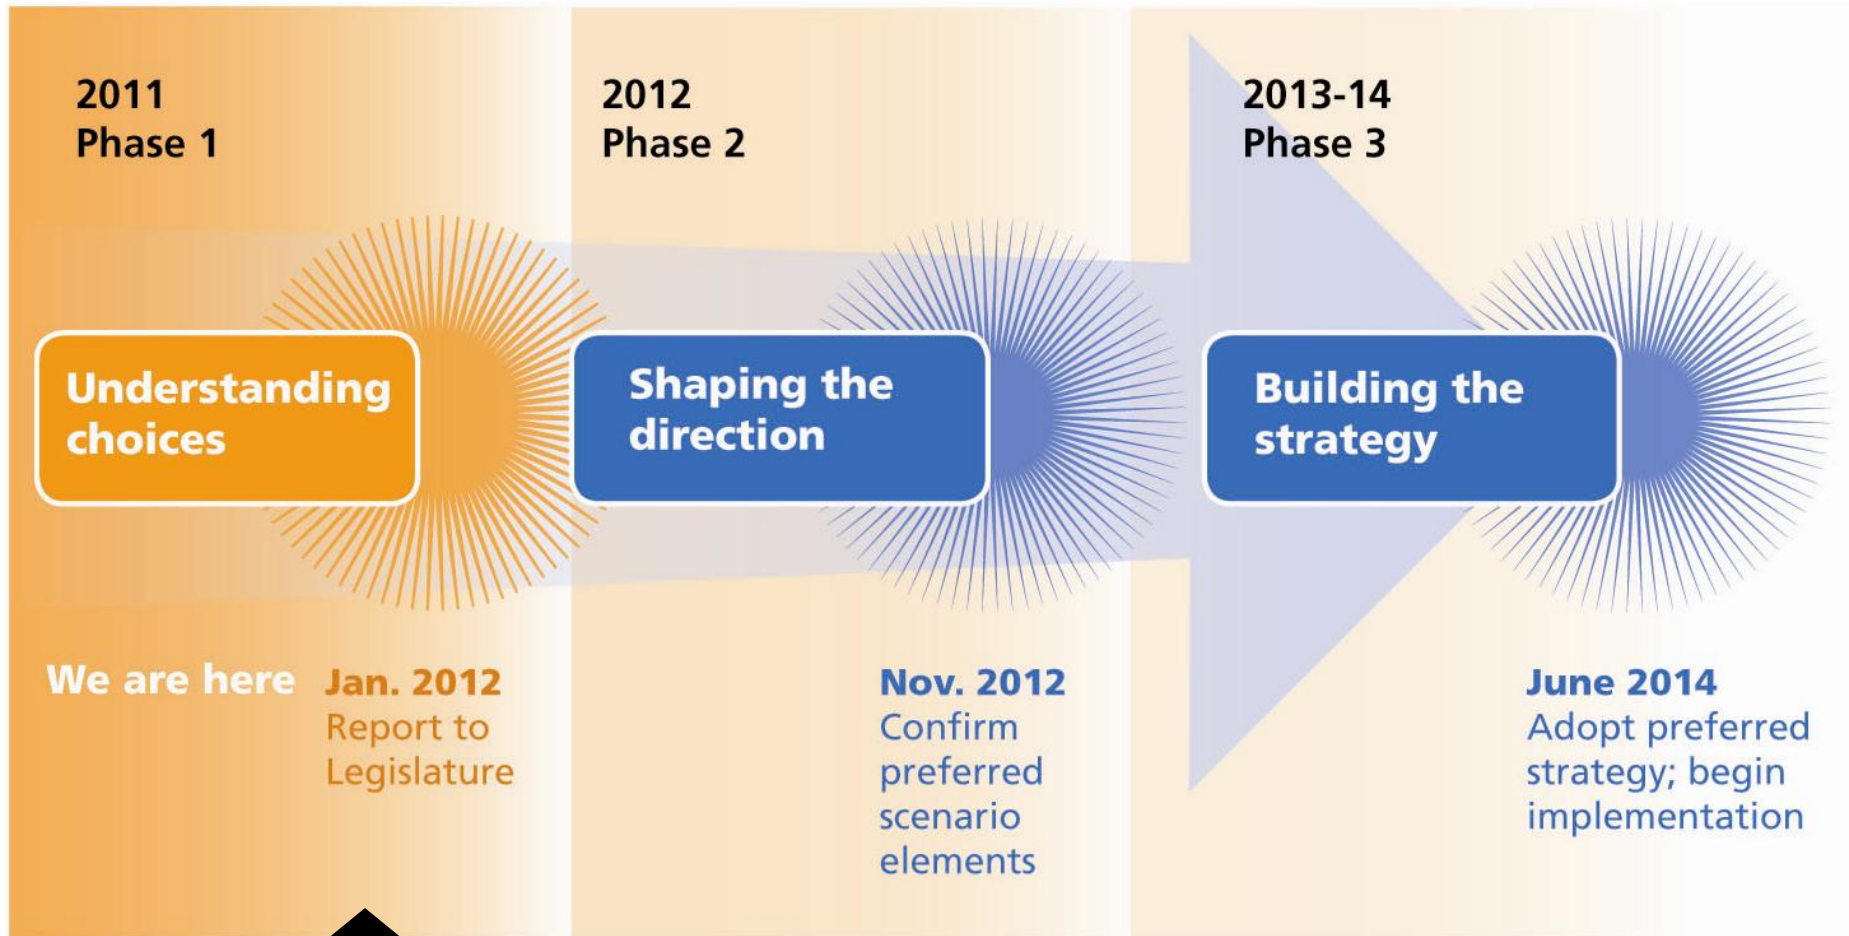 2011
Phase 1
2012
Phase 2
2013-14
Phase 3
Understanding
choices
Shaping the
direction
Building the
strategy
We are here
Jan. 2012
Report to
Legislature
Nov. 2012
Confirm
preferred
scenario
elements
June 2014
Adopt preferred
strategy; begin
implementation